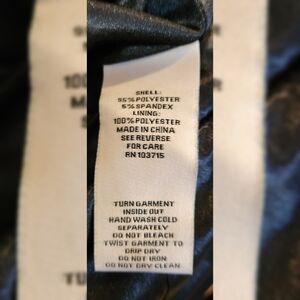 SHELL:
95% POLYESTER
5% SPANDEX
LINING:
100% POLYESTER
MADE IN CHINA
SEE REVERSE
FOR CARE
RN 103715
TURN GARMENT
INSIDE OUT
HAND WASH COLD
SEPARATELY
DO NOT BLEACH
TWIST GARMENT TO
DRIP DRY
DO NOT IRON
DO NOT DRY CLEAN